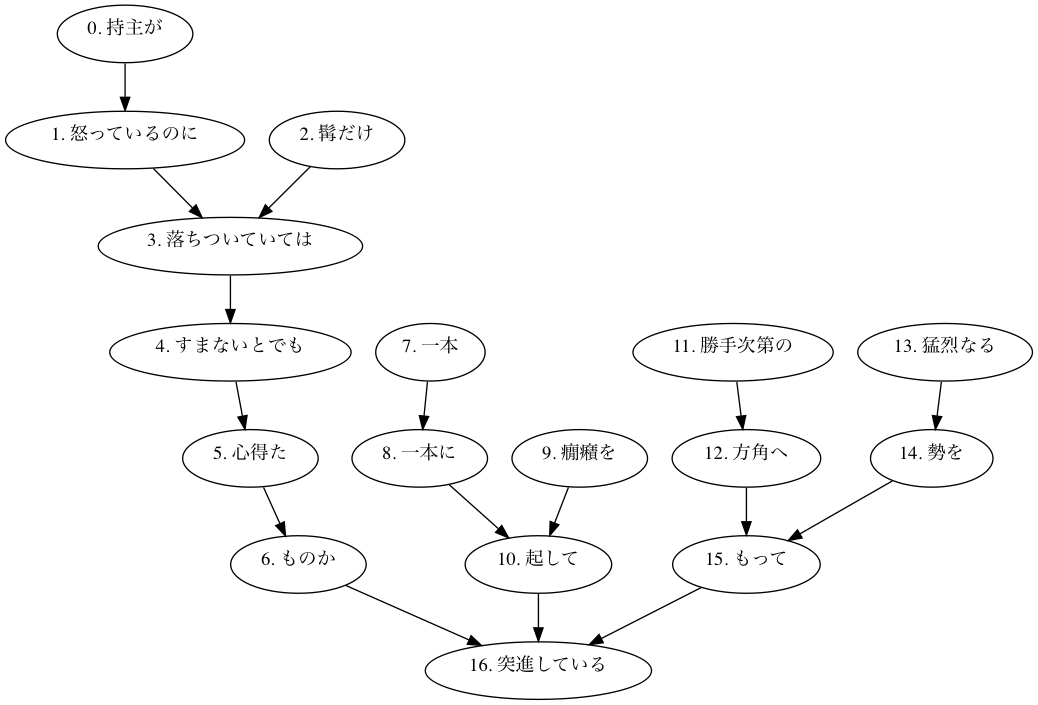 0. 持主が
1. 怒っているのに
2. 髯だけ
3. 落ちついていては
4. すまないとでも
5. 心得た
6. ものか
7. 一本
8. 一本に
9. 癇癪を
10. 起して
11. 勝手次第の
12. 方角へ
13. 猛烈なる
14. 勢を
15. もって
16. 突進している